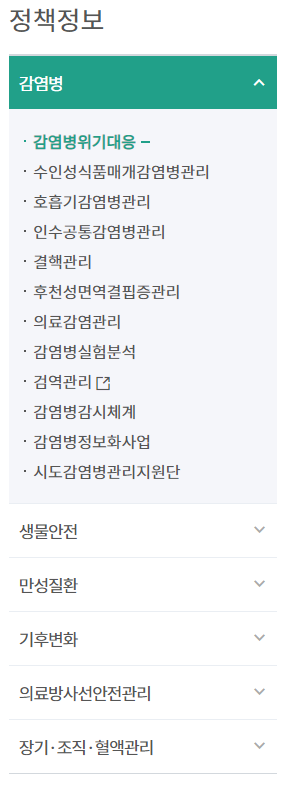 정책정보
감염병
· 감염병위기대응
· 수인성식품매개감염병관리
· 호흡기감염병관리
· 인수공통감염병관리
· 결핵관리
· 후천성면역결핍증관리
· 의료감염관리
· 감염병실험분석
· 검역관리
· 감염병감시체계
· 감염병정보화사업
· 시도감염병관리지원단
생물안전
만성질환
기후변화
의료방사선안전관리
장기·조직·혈액관리